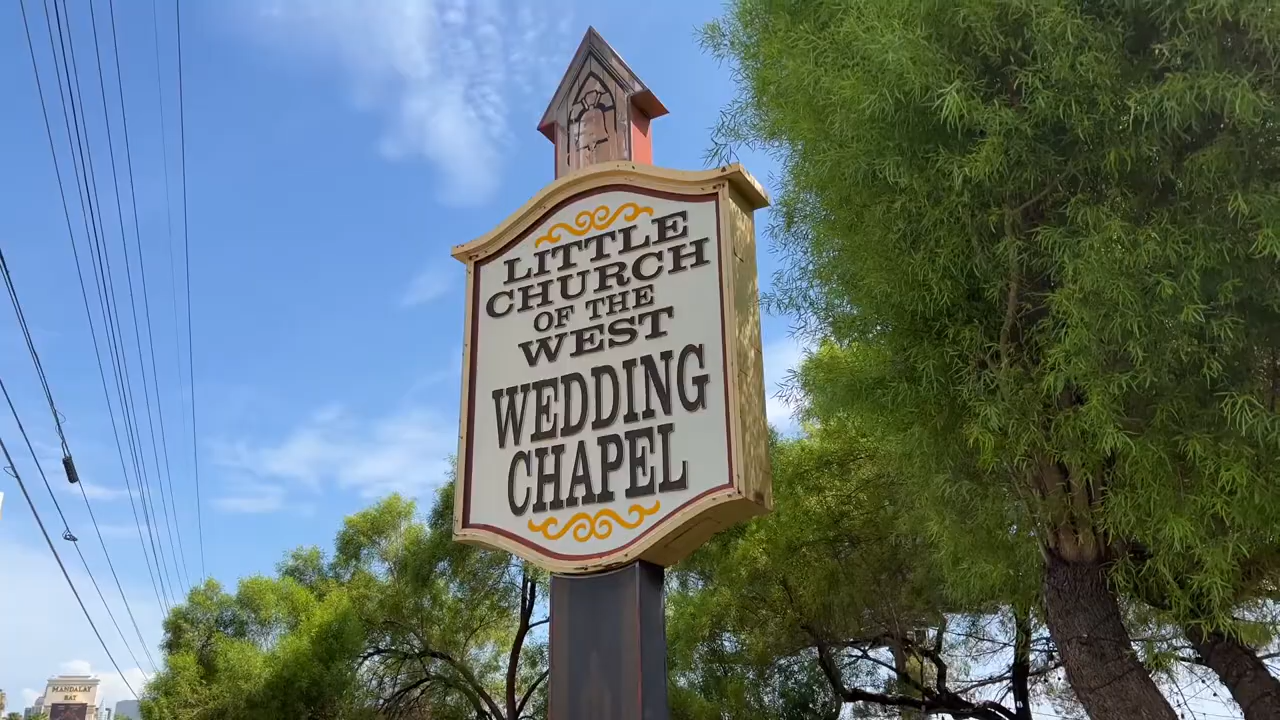 LITTLE
CHURCH
OF THE
WEST
WEDDING
CHAPEL
MANDALAY
BAY